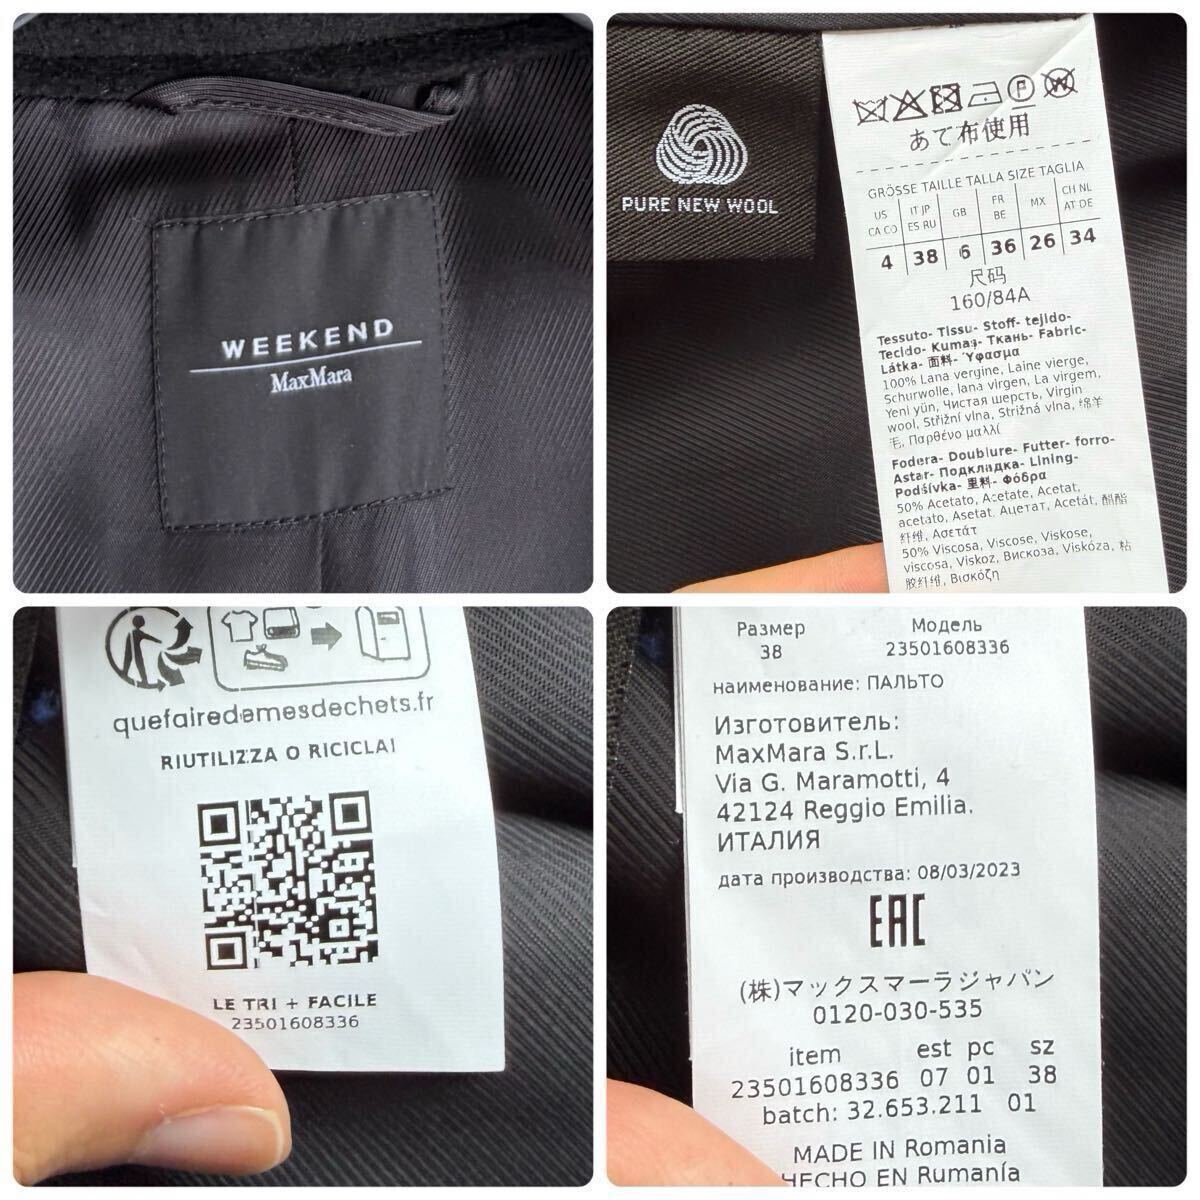 WEEKEND
MaxMara
PURE NEW WOOL
あて布使用
GRÖSSE TAILLE TALLA SIZE TAGLIA
US CA CO
IT JP ES RU
GB
FR BE
MX
CH NL AT DE
4 38 6 36 26 34
尺码
160/84A
Tessuto- Tissu- Stoff- tejido-
Tecido- Kumaş- Ткань- Fabric-
Látka- 面料- Ύφασμα
100% Lana vergine, Laine vierge,
Schurwolle, lana virgen, La virgem,
Yeni yün, Чистая шерсть, Virgin
wool, Střižní vlna, Strižná vlna, 绵羊
毛, Παρθένο μαλλί
Fodera- Doublure- Futter- forro-
Astar- Подкладка- Lining-
Podšívka- 里料- Φόδρα
50% Acetato, Acetate, Acetat,
acetato, Asetat, Ацетат, Acetát, 醋酯
纤维, Ασετάτ
50% Viscosa, Viscose, Viskose,
viscosa, Viskoz, Вискоза, Viskóza, 粘
胶纤维, Βισκόζη
quefairedemesdechets.fr
RIUTILIZZA O RICICLA!
LE TRI + FACILE
23501608336
Размер Модель
38 23501608336
наименование: ПАЛЬТО
Изготовитель:
MaxMara S.r.L.
Via G. Maramotti, 4
42124 Reggio Emilia.
ИТАЛИЯ
дата производства: 08/03/2023
EAC
(株)マックスマーラジャパン
0120-030-535
item est pc sz
23501608336 07 01 38
batch: 32.653.211 01
MADE IN Romania
HECHO EN Rumanía